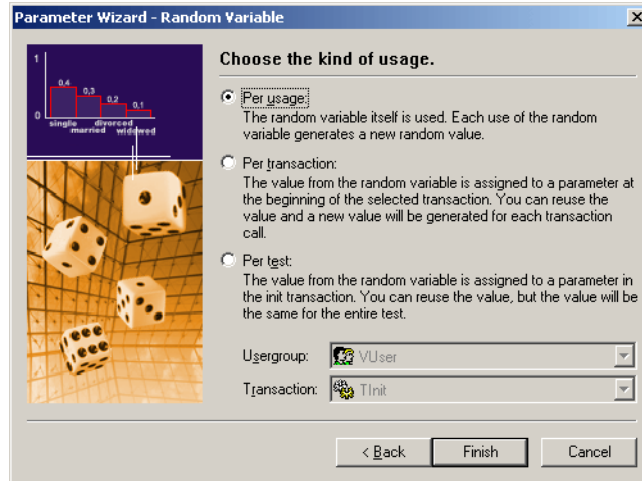 Parameter Wizard - Random Variable
1
0,4
0,3
0,2
0,1
0
single
married
divorced
widowed
Choose the kind of usage.
Per usage:
The random variable itself is used. Each use of the random
variable generates a new random value.
Per transaction:
The value from the random variable is assigned to a parameter at
the beginning of the selected transaction. You can reuse the
value and a new value will be generated for each transaction
call.
Per test:
The value from the random variable is assigned to a parameter in
the init transaction. You can reuse the value, but the value will be
the same for the entire test.
Usergroup: VUser
Transaction: TInit
< Back Finish Cancel